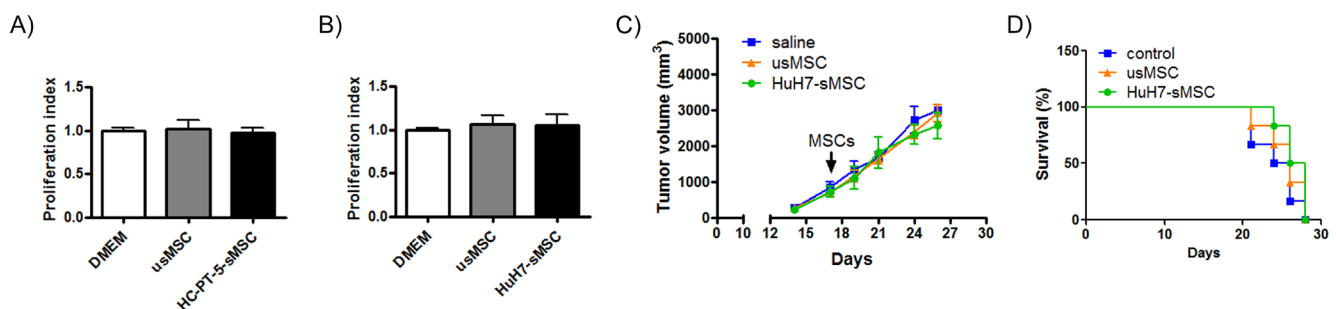 A)
Proliferation index
1.5
1.0
0.5
0.0
DMEM
usMSC
HC-PT-5-sMSC
B)
Proliferation index
1.5
1.0
0.5
0.0
DMEM
usMSC
HuH7-sMSC
C)
saline
usMSC
HuH7-sMSC
MSCs
Tumor volume (mm³)
5000
4000
3000
2000
1000
0
0 10 12 15 18 21 24 27 30
Days
D)
control
usMSC
HuH7-sMSC
Survival (%)
150
100
50
0
0 10 20 30
Days